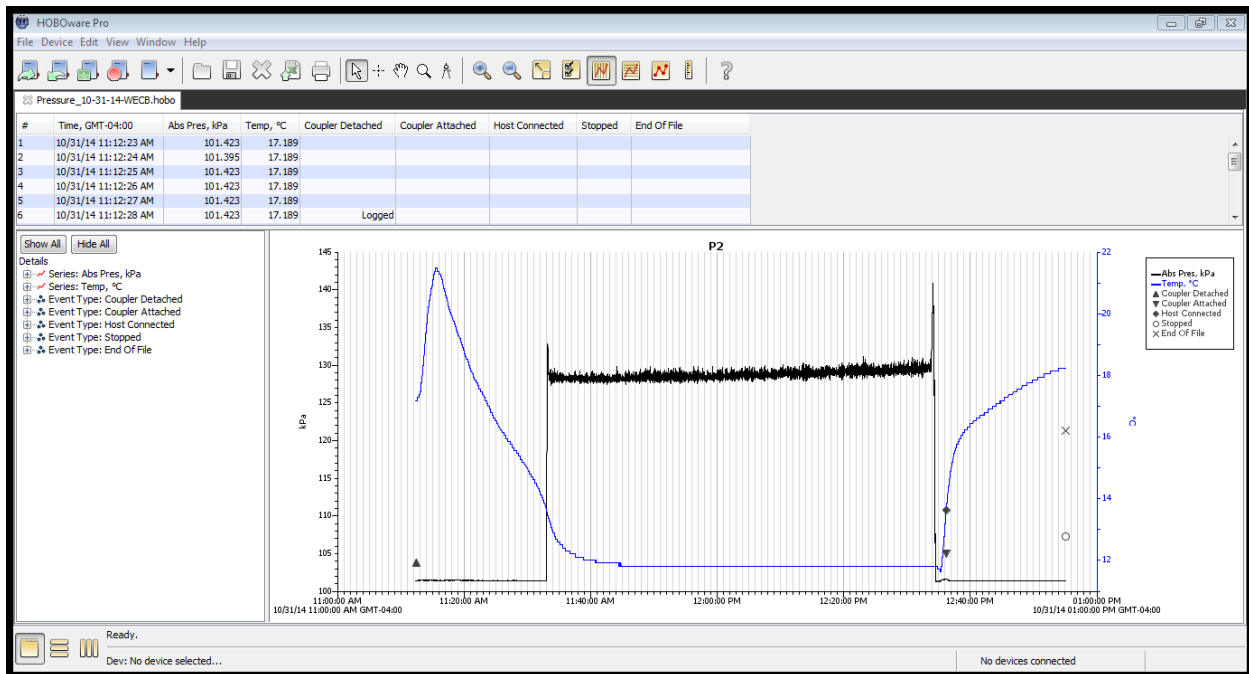 HOBOware Pro
File Device Edit View Window Help
Pressure_10-31-14-WECB.hobo
# Time, GMT-04:00 Abs Pres, kPa Temp, °C Coupler Detached Coupler Attached Host Connected Stopped End Of File
1 10/31/14 11:12:23 AM 101.423 17.189
2 10/31/14 11:12:24 AM 101.395 17.189
3 10/31/14 11:12:25 AM 101.423 17.189
4 10/31/14 11:12:26 AM 101.423 17.189
5 10/31/14 11:12:27 AM 101.423 17.189
6 10/31/14 11:12:28 AM 101.423 17.189 Logged
Show All Hide All
Details
Series: Abs Pres, kPa
Series: Temp, °C
Event Type: Coupler Detached
Event Type: Coupler Attached
Event Type: Host Connected
Event Type: Stopped
Event Type: End Of File
P2
145
140
135
130
125
120
115
110
105
100
kPa
22
20
18
16
14
12
°C
Abs Pres, kPa
Temp, °C
Coupler Detached
Coupler Attached
Host Connected
Stopped
End Of File
11:00:00 AM 11:20:00 AM 11:40:00 AM 12:00:00 PM 12:20:00 PM 12:40:00 PM 01:00:00 PM
10/31/14 11:00:00 AM GMT-04:00 10/31/14 01:00:00 PM GMT-04:00
Ready.
Dev: No device selected... No devices connected